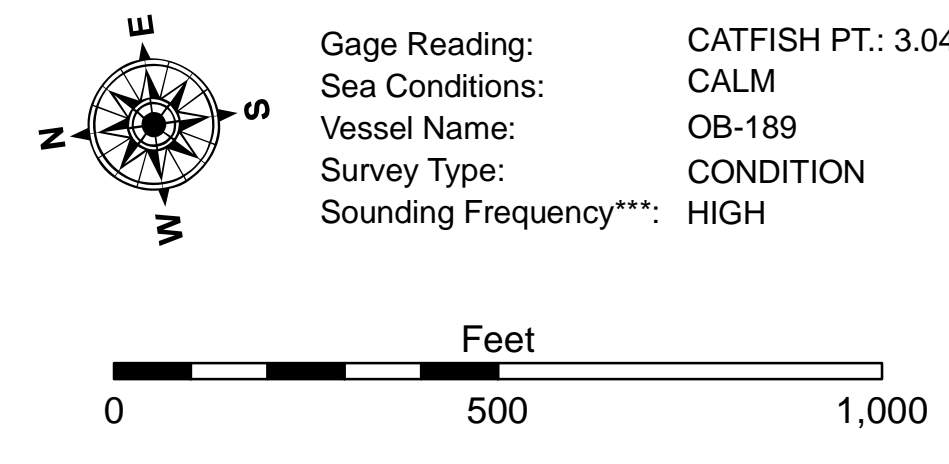 E
N
S
W
Gage Reading: CATFISH PT.: 3.04
Sea Conditions: CALM
Vessel Name: OB-189
Survey Type: CONDITION
Sounding Frequency***: HIGH
Feet
0 500 1,000